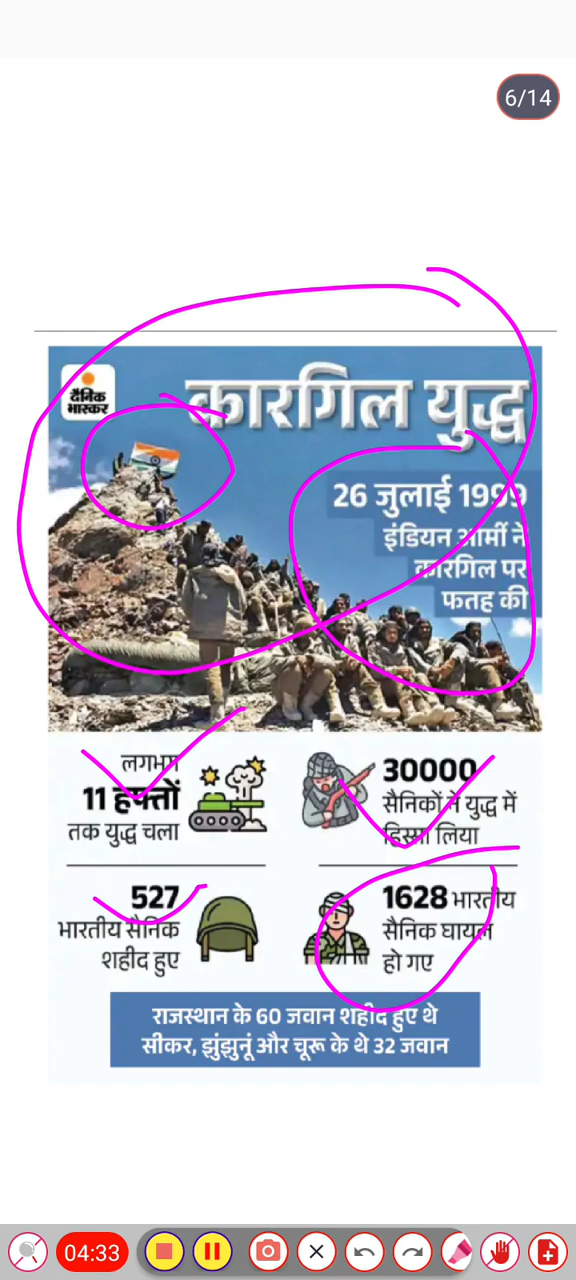 6/14
दैनिक
भास्कर
कारगिल युद्ध
26 जुलाई 1999
इंडियन आर्मी ने
कारगिल पर
फतह की
लगभग
11 हफ्तों
तक युद्ध चला
30000
सैनिकों ने युद्ध में
हिस्सा लिया
527
भारतीय सैनिक
शहीद हुए
1628 भारतीय
सैनिक घायल
हो गए
राजस्थान के 60 जवान शहीद हुए थे
सीकर, झुंझुनूं और चूरू के थे 32 जवान
04:33